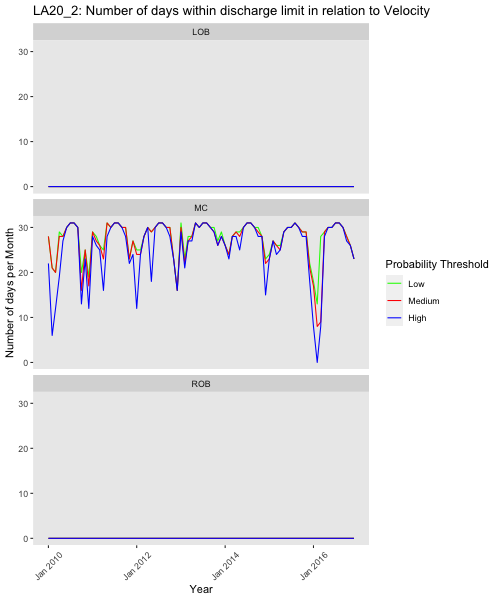 LA20_2: Number of days within discharge limit in relation to Velocity
LOB
30
20
10
0
MC
30
20
10
0
ROB
30
20
10
0
Number of days per Month
Jan 2010
Jan 2012
Jan 2014
Jan 2016
Year
Probability Threshold
Low
Medium
High